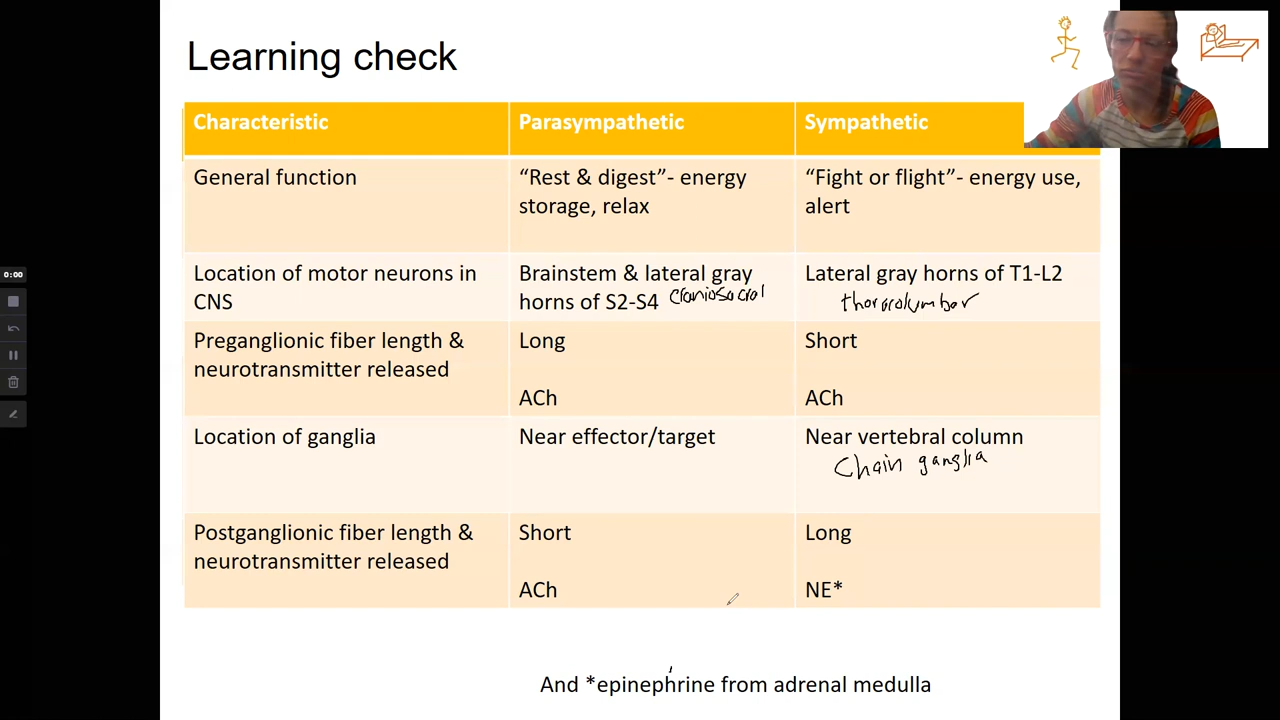 Learning check
Characteristic
Parasympathetic
Sympathetic
General function
“Rest & digest”- energy
storage, relax
“Fight or flight”- energy use,
alert
Location of motor neurons in
CNS
Brainstem & lateral gray
horns of S2-S4
craniosacral
Lateral gray horns of T1-L2
thoracolumbar
Preganglionic fiber length &
neurotransmitter released
Long
ACh
Short
ACh
Location of ganglia
Near effector/target
Near vertebral column
Chain ganglia
Postganglionic fiber length &
neurotransmitter released
Short
ACh
Long
NE*
And *epinephrine from adrenal medulla
0:00